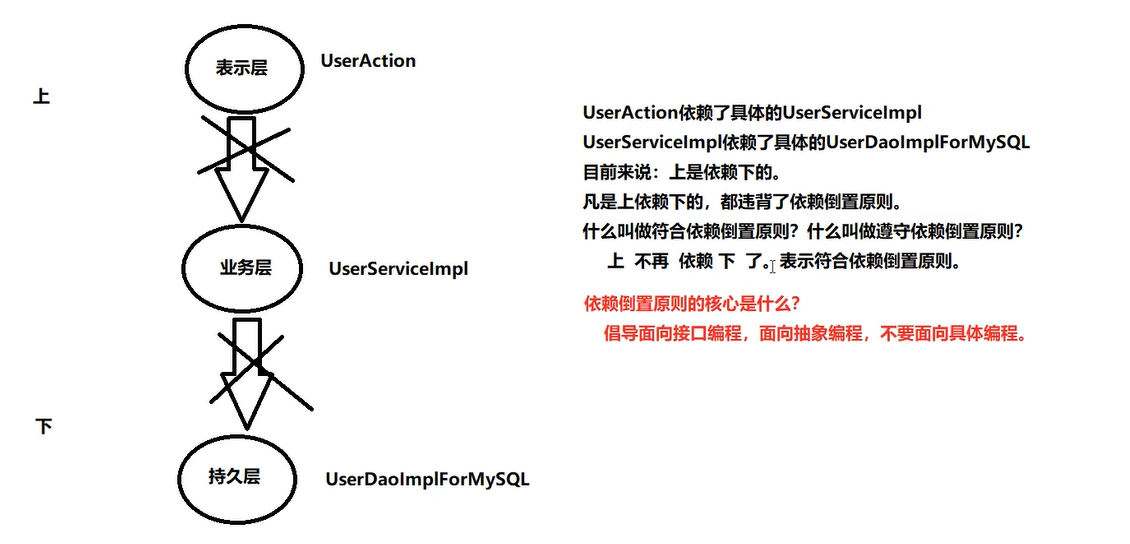 表示层
UserAction
上
业务层
UserServiceImpl
下
持久层
UserDaoImplForMySQL
UserAction依赖了具体的UserServiceImpl
UserServiceImpl依赖了具体的UserDaoImplForMySQL
目前来说：上是依赖下的。
凡是上依赖下的，都违背了依赖倒置原则。
什么叫做符合依赖倒置原则？什么叫做遵守依赖倒置原则？
上 不再 依赖 下 了。表示符合依赖倒置原则。
依赖倒置原则的核心是什么？
倡导面向接口编程，面向抽象编程，不要面向具体编程。